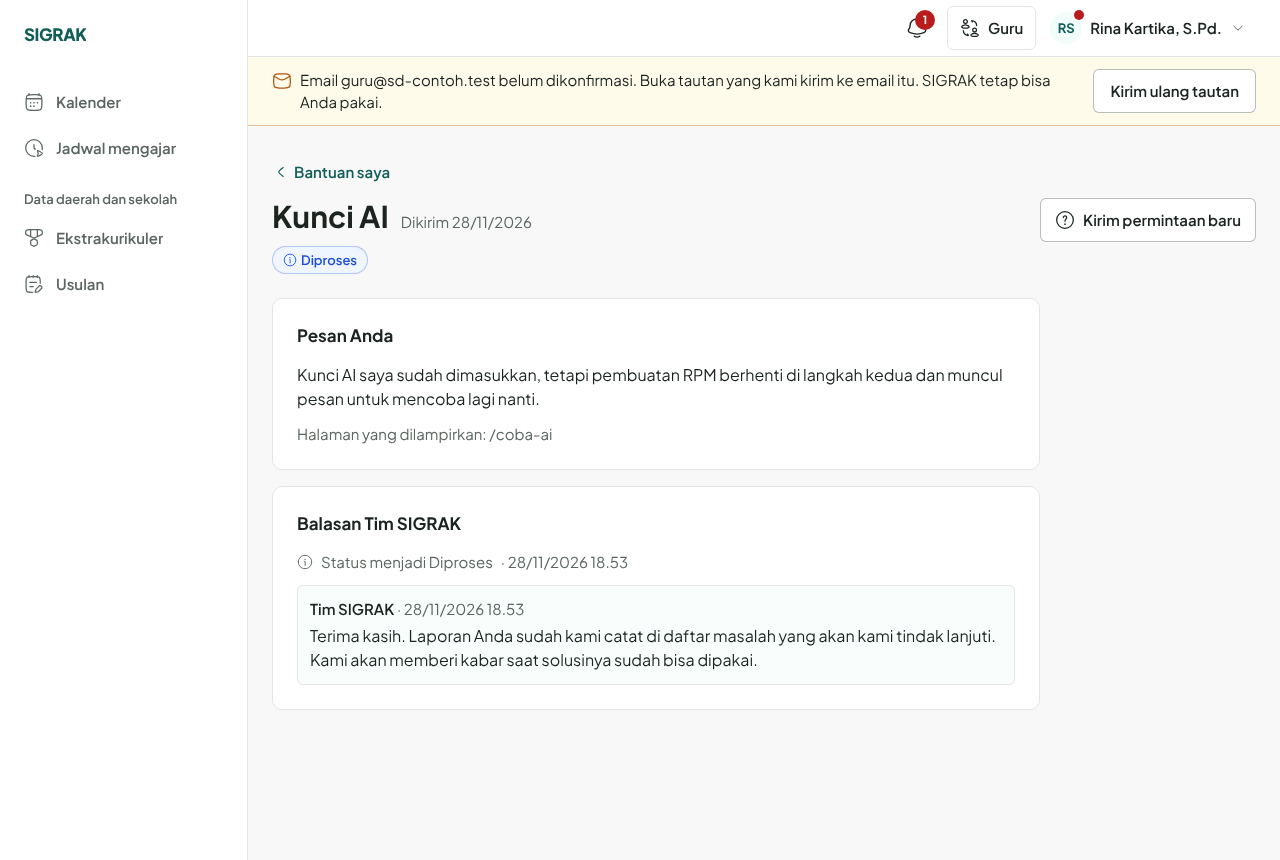 SIGRAK
Kalender
Jadwal mengajar
Data daerah dan sekolah
Ekstrakurikuler
Usulan
1
Guru
RS
Rina Kartika, S.Pd.
Email guru@sd-contoh.test belum dikonfirmasi. Buka tautan yang kami kirim ke email itu. SIGRAK tetap bisa
Anda pakai.
Kirim ulang tautan
Bantuan saya
Kunci AI Dikirim 28/11/2026
Kirim permintaan baru
Diproses
Pesan Anda
Kunci AI saya sudah dimasukkan, tetapi pembuatan RPM berhenti di langkah kedua dan muncul
pesan untuk mencoba lagi nanti.
Halaman yang dilampirkan: /coba-ai
Balasan Tim SIGRAK
Status menjadi Diproses · 28/11/2026 18.53
Tim SIGRAK · 28/11/2026 18.53
Terima kasih. Laporan Anda sudah kami catat di daftar masalah yang akan kami tindak lanjuti.
Kami akan memberi kabar saat solusinya sudah bisa dipakai.